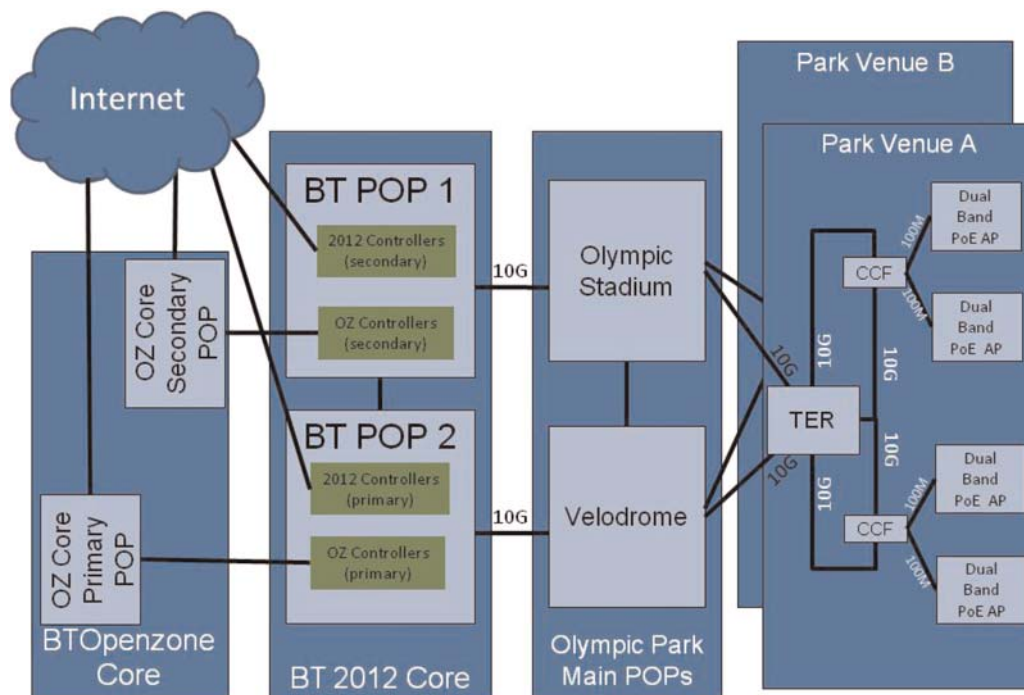 Internet
OZ Core
Secondary
POP
OZ Core
Primary
POP
BTOpenzone
Core
BT POP 1
2012 Controllers
(secondary)
OZ Controllers
(secondary)
BT POP 2
2012 Controllers
(primary)
OZ Controllers
(primary)
BT 2012 Core
10G
10G
Olympic
Stadium
Velodrome
Olympic Park
Main POPs
10G
10G
Park Venue B
Park Venue A
TER
10G
10G
10G
10G
CCF
CCF
100M
100M
100M
100M
Dual
Band
PoE AP
Dual
Band
PoE AP
Dual
Band
PoE AP
Dual
Band
PoE AP